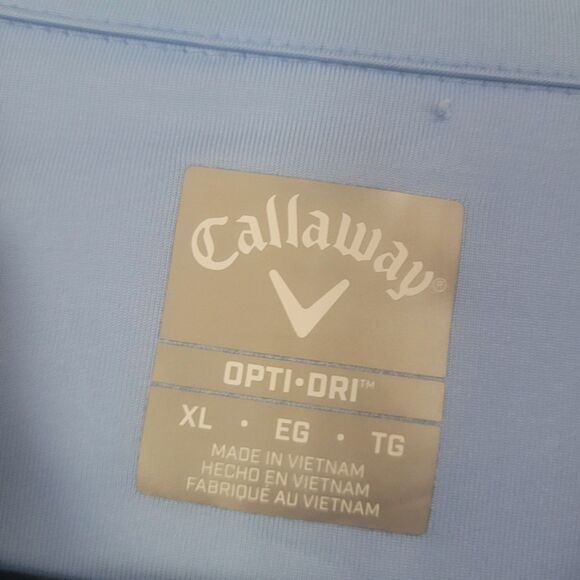 Callaway®
OPTI•DRI™
XL • EG • TG
MADE IN VIETNAM
HECHO EN VIETNAM
FABRIQUÉ AU VIETNAM